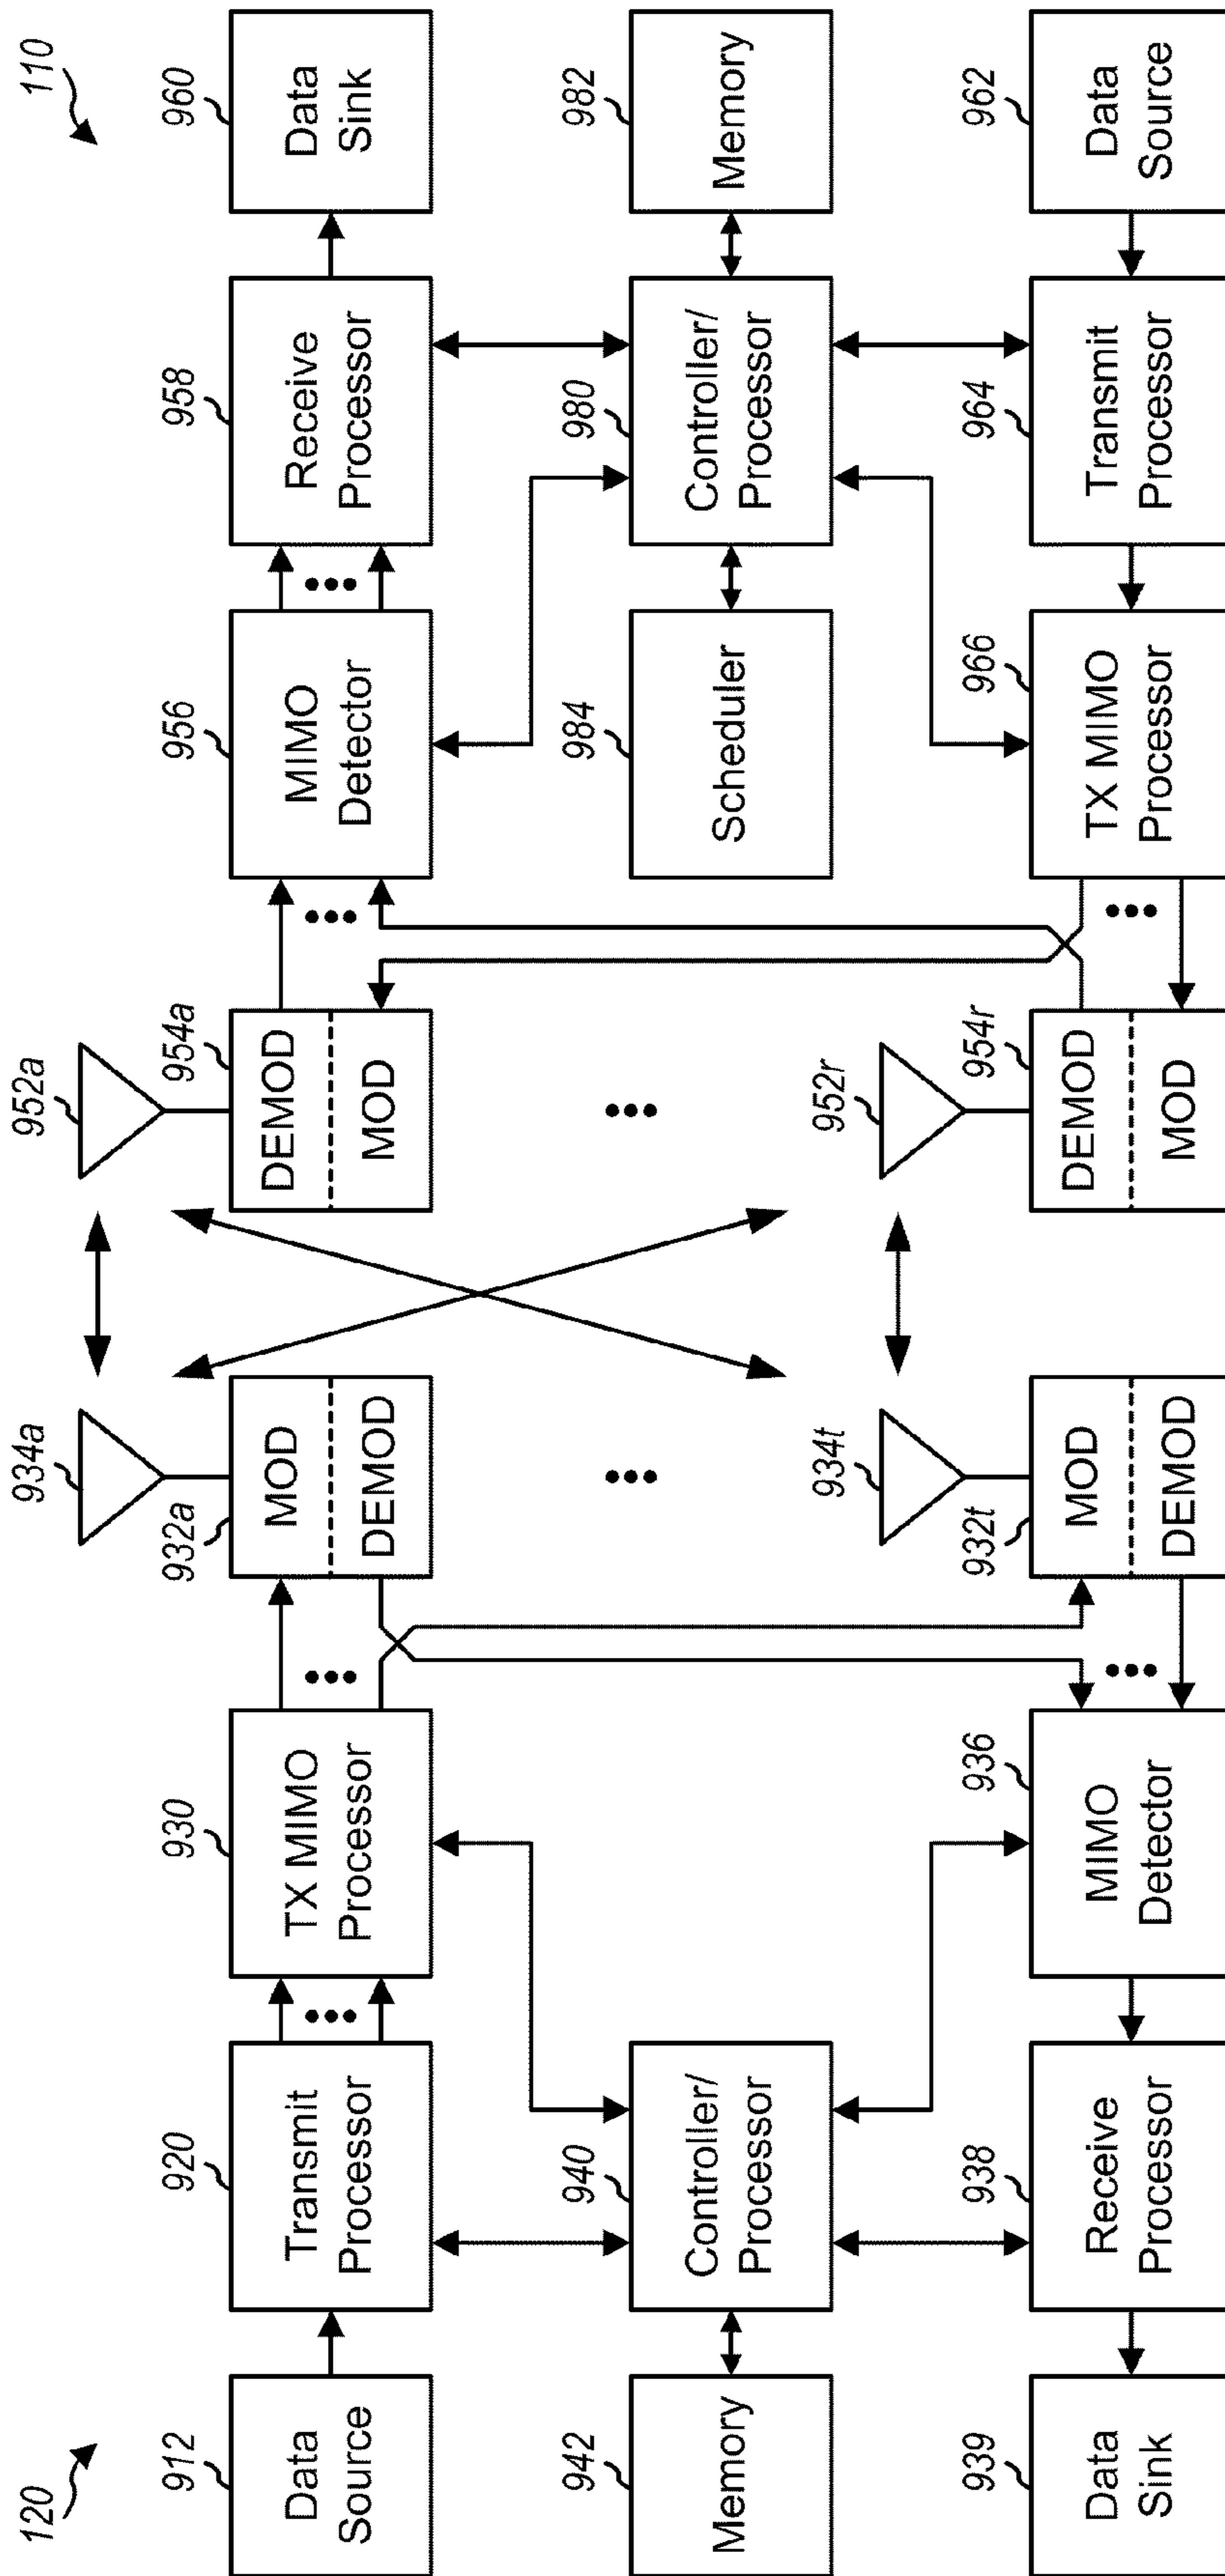 120
110
934a
952a
912
920
930
932a
954a
956
958
960
Data
Source
Transmit
Processor
TX MIMO
Processor
MOD
DEMOD
DEMOD
MOD
MIMO
Detector
Receive
Processor
Data
Sink
942
940
984
980
982
Memory
Controller/
Processor
Scheduler
Controller/
Processor
Memory
934t
952r
939
938
936
932t
954r
966
964
962
Data
Sink
Receive
Processor
MIMO
Detector
MOD
DEMOD
DEMOD
MOD
TX MIMO
Processor
Transmit
Processor
Data
Source